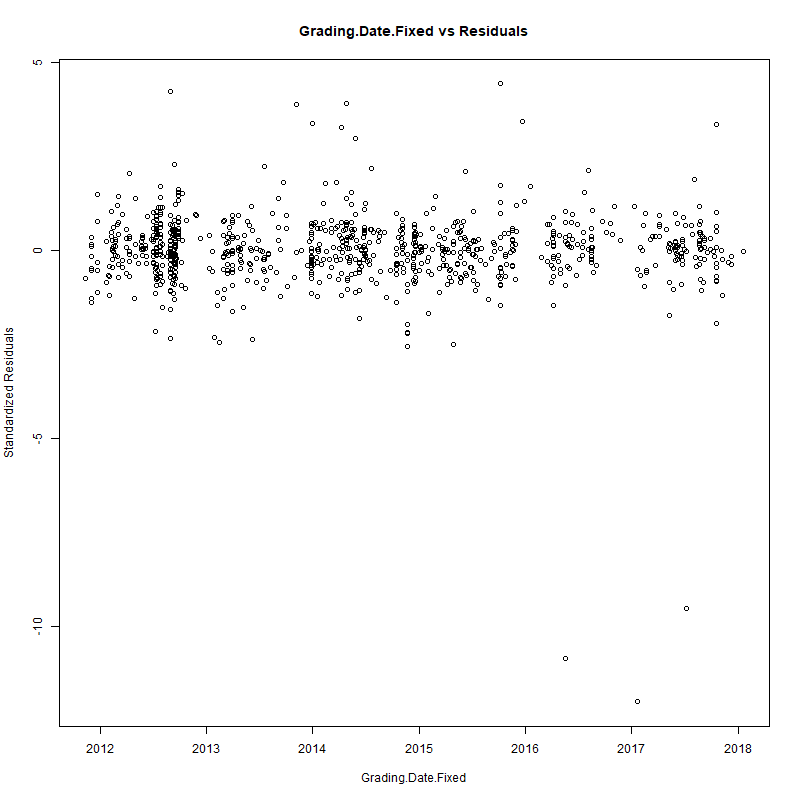 Grading.Date.Fixed vs Residuals
5
0
-5
-10
Standardized Residuals
2012 2013 2014 2015 2016 2017 2018
Grading.Date.Fixed